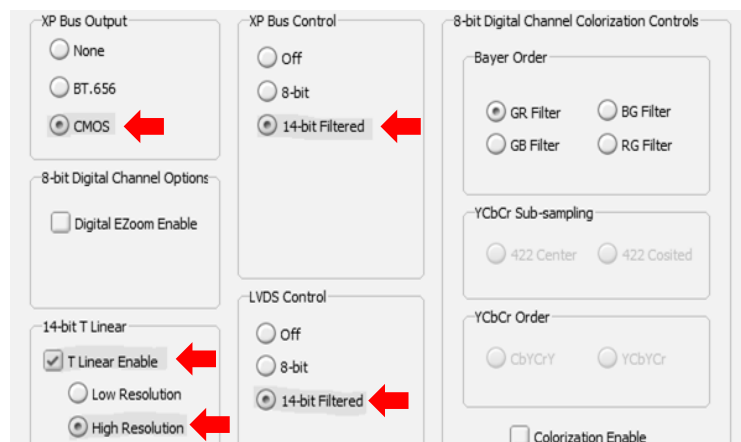 XP Bus Output
None
BT.656
CMOS
8-bit Digital Channel Options
Digital EZoom Enable
14-bit T Linear
T Linear Enable
Low Resolution
High Resolution
XP Bus Control
Off
8-bit
14-bit Filtered
LVDS Control
Off
8-bit
14-bit Filtered
8-bit Digital Channel Colorization Controls
Bayer Order
GR Filter BG Filter
GB Filter RG Filter
YCbCr Sub-sampling
422 Center 422 Cosited
YCbCr Order
CbYCrY YCbYCr
Colorization Enable